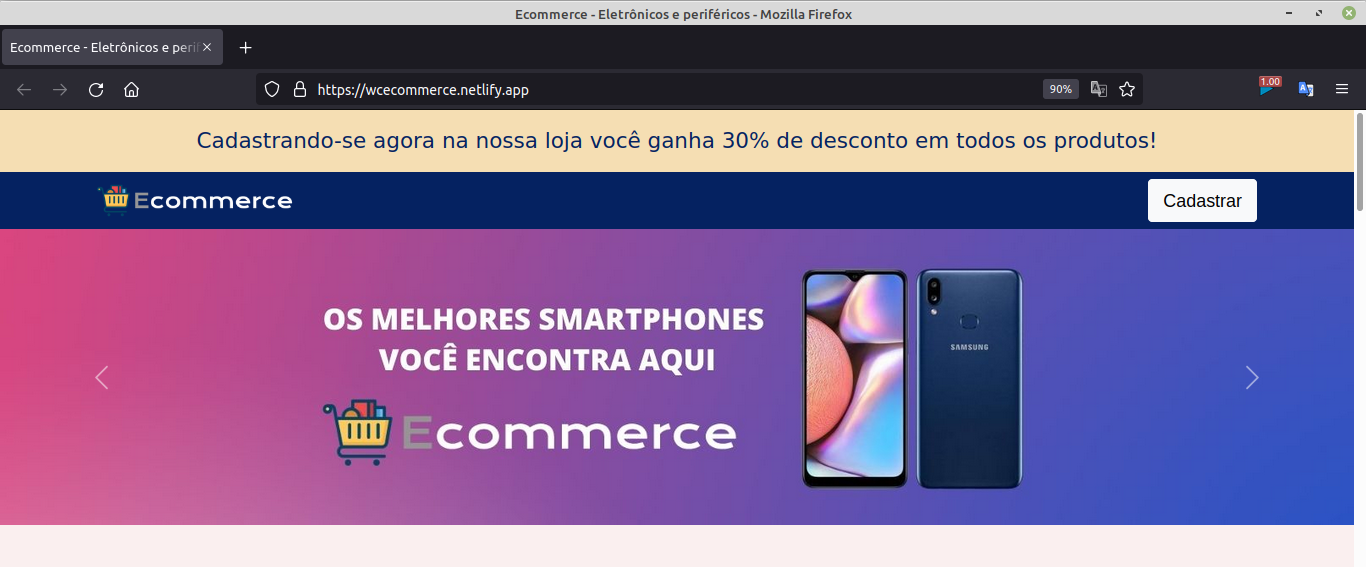 Ecommerce - Eletrônicos e periféricos - Mozilla Firefox
Ecommerce - Eletrônicos e perif
https://wcecommerce.netlify.app
90%
1.00
Cadastrando-se agora na nossa loja você ganha 30% de desconto em todos os produtos!
Ecommerce
Cadastrar
OS MELHORES SMARTPHONES
VOCÊ ENCONTRA AQUI
Ecommerce
SAMSUNG